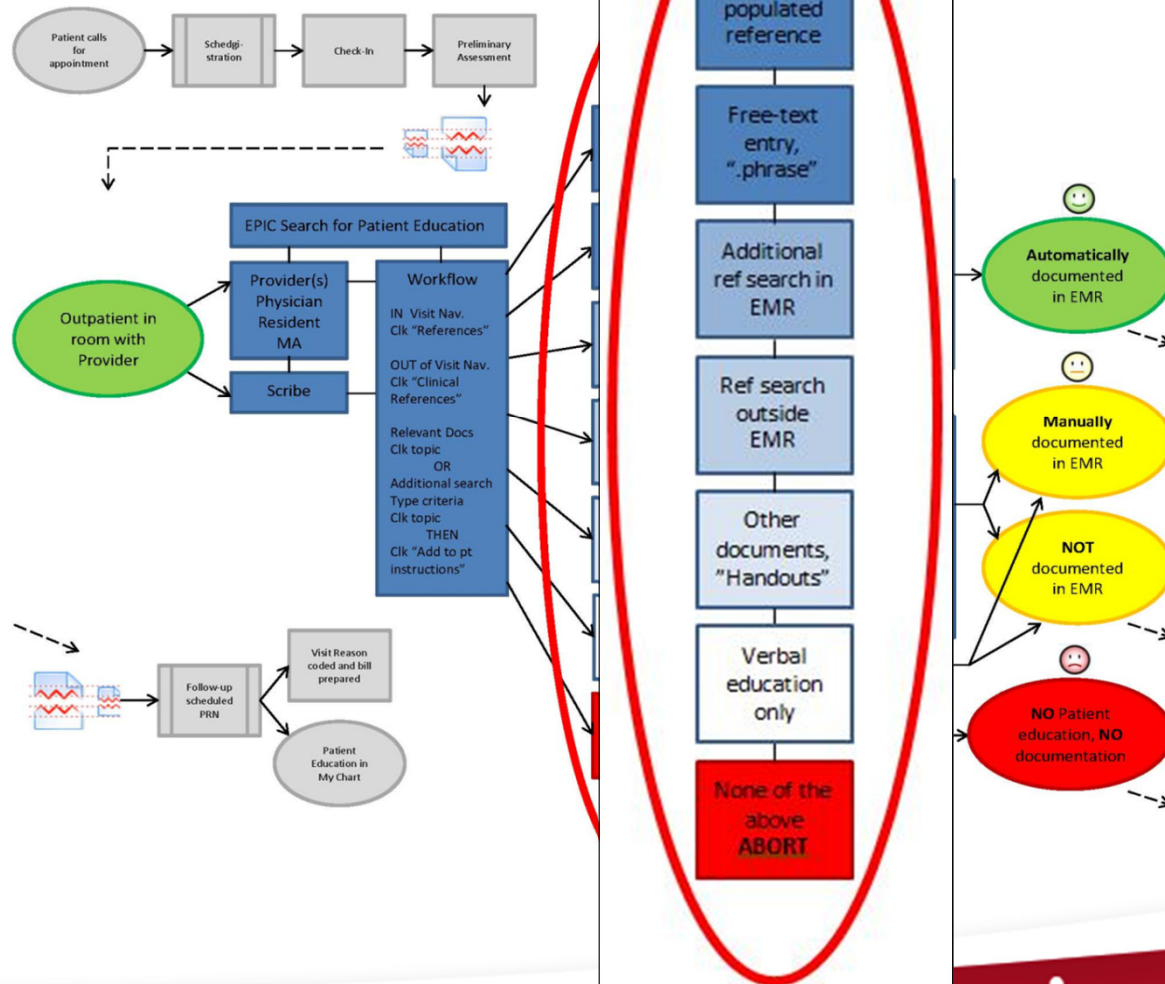 Patient calls
for
appointment
Schedgi-
stration
Check-In
Preliminary
Assessment
EPIC Search for Patient Education
Outpatient in
room with
Provider
Provider(s)
Physician
Resident
MA
Scribe
Workflow
IN Visit Nav.
Clk “References”
OUT of Visit Nav.
Clk “Clinical
References”
Relevant Docs
Clk topic
OR
Additional search
Type criteria
Clk topic
THEN
Clk “Add to pt
instructions”
Follow-up
scheduled
PRN
Visit Reason
coded and bill
prepared
Patient
Education in
My Chart
populated
reference
Free-text
entry,
“.phrase”
Additional
ref search in
EMR
Ref search
outside
EMR
Other
documents,
”Handouts”
Verbal
education
only
None of the
above
ABORT
Automatically
documented
in EMR
Manually
documented
in EMR
NOT
documented
in EMR
NO Patient
education, NO
documentation